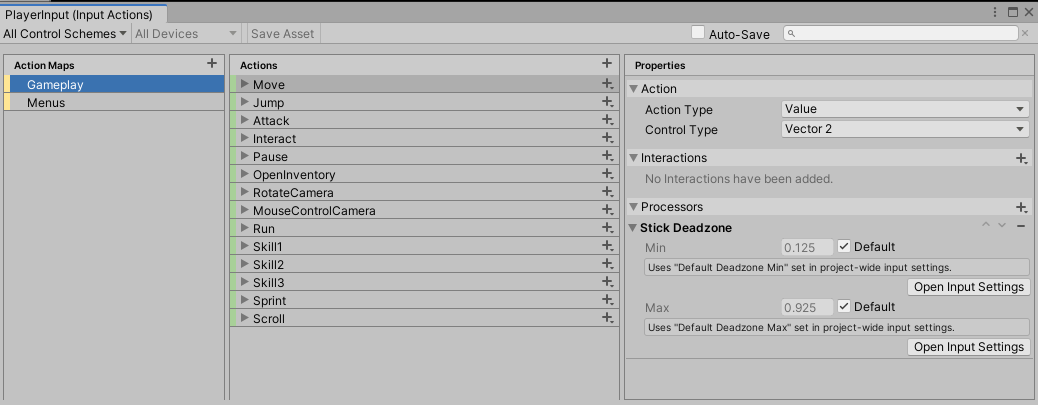 PlayerInput (Input Actions)
All Control Schemes All Devices Save Asset Auto-Save
Action Maps
Gameplay
Menus
Actions
Move
Jump
Attack
Interact
Pause
OpenInventory
RotateCamera
MouseControlCamera
Run
Skill1
Skill2
Skill3
Sprint
Scroll
Properties
Action
Action Type Value
Control Type Vector 2
Interactions
No Interactions have been added.
Processors
Stick Deadzone
Min 0.125 Default
Uses "Default Deadzone Min" set in project-wide input settings.
Open Input Settings
Max 0.925 Default
Uses "Default Deadzone Max" set in project-wide input settings.
Open Input Settings